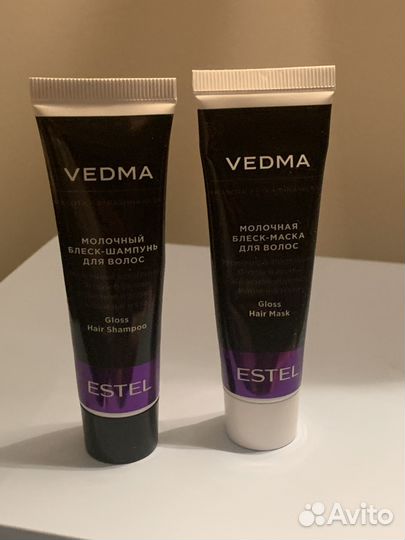 VEDMA
МОЛОЧНЫЙ
БЛЕСК-ШАМПУНЬ
ДЛЯ ВОЛОС
Gloss
Hair Shampoo
ESTEL
VEDMA
МОЛОЧНАЯ
БЛЕСК-МАСКА
ДЛЯ ВОЛОС
Gloss
Hair Mask
ESTEL
Avito